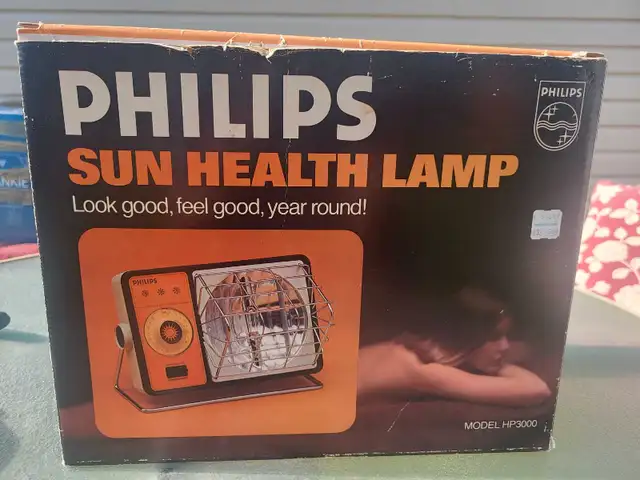 PHILIPS
PHILIPS
SUN HEALTH LAMP
Look good, feel good, year round!
PHILIPS
MODEL HP3000